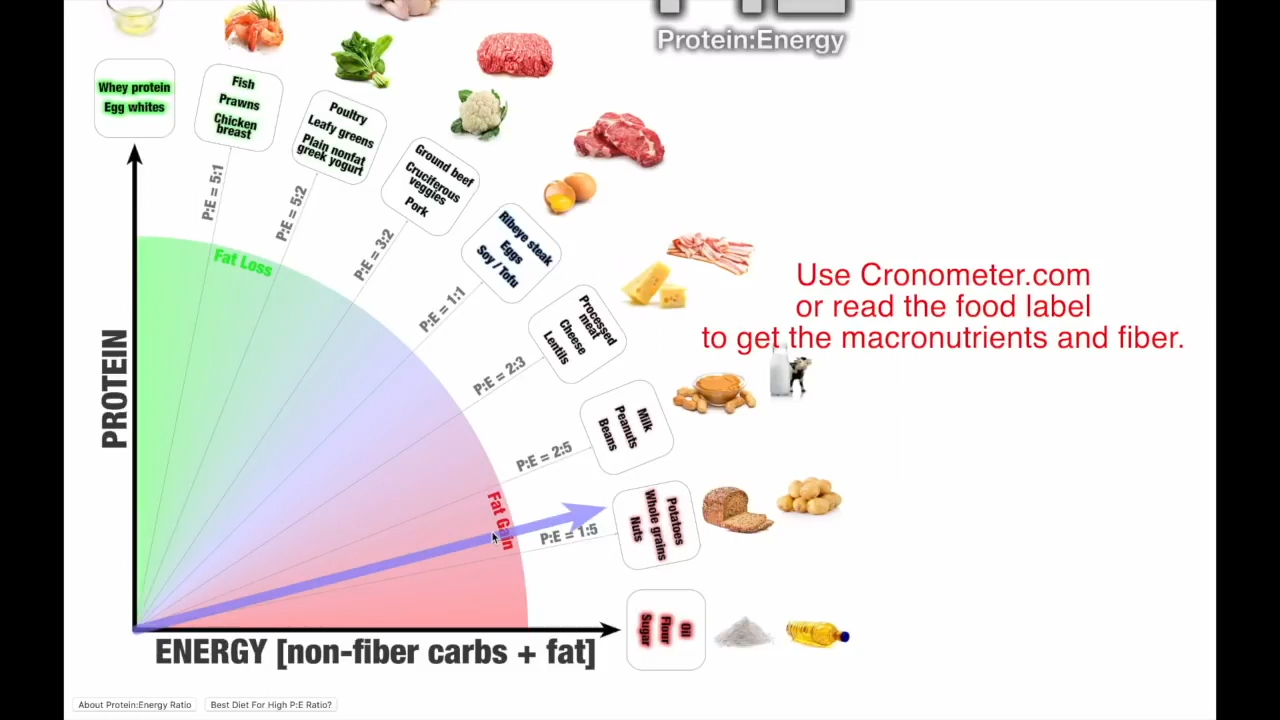 Protein:Energy
Whey protein
Egg whites
Fish
Prawns
Chicken
breast
Poultry
Leafy greens
Plain nonfat
greek yogurt
Ground beef
Cruciferous
veggies
Pork
Ribeye steak
Eggs
Soy / Tofu
Processed
meat
Cheese
Lentils
Milk
Peanuts
Beans
Potatoes
Whole grains
Nuts
Oil
Flour
Sugar
P:E = 5:1
P:E = 5:2
P:E = 3:2
P:E = 1:1
P:E = 2:3
P:E = 2:5
P:E = 1:5
Fat Loss
Fat Gain
Use Cronometer.com
or read the food label
to get the macronutrients and fiber.
PROTEIN
ENERGY [non-fiber carbs + fat]
About Protein:Energy Ratio
Best Diet For High P:E Ratio?